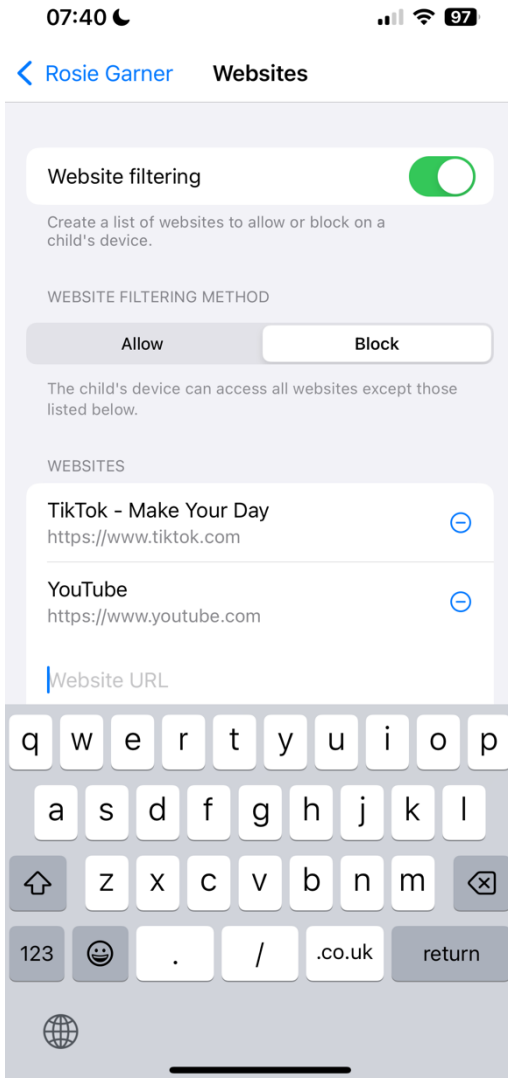 07:40
97
Rosie Garner Websites
Website filtering
Create a list of websites to allow or block on a
child's device.
WEBSITE FILTERING METHOD
Allow Block
The child's device can access all websites except those
listed below.
WEBSITES
TikTok - Make Your Day
https://www.tiktok.com
YouTube
https://www.youtube.com
Website URL
q w e r t y u i o p
a s d f g h j k l
z x c v b n m
123 . / .co.uk return